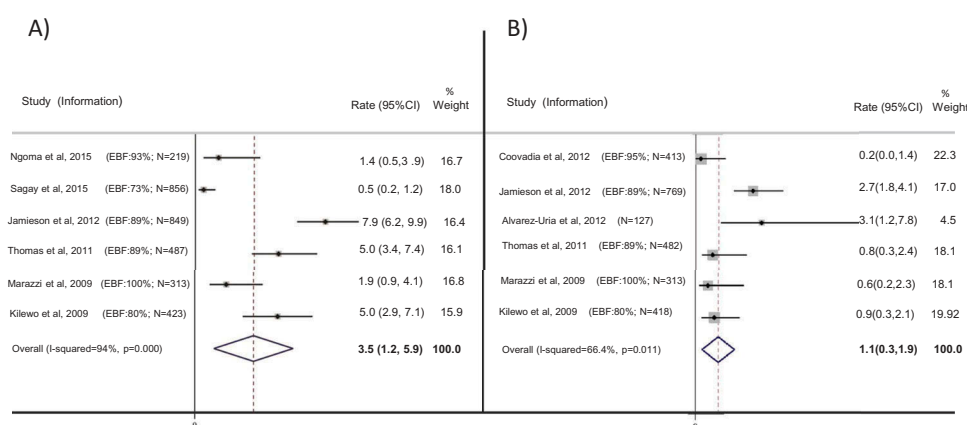 A)
Study (Information)
Rate (95%CI)
%
Weight
Ngoma et al, 2015 (EBF:93%; N=219) 1.4 (0.5,3 .9) 16.7
Sagay et al, 2015 (EBF:73%; N=856) 0.5 (0.2, 1.2) 18.0
Jamieson et al, 2012 (EBF:89%; N=849) 7.9 (6.2, 9.9) 16.4
Thomas et al, 2011 (EBF:89%; N=487) 5.0 (3.4, 7.4) 16.1
Marazzi et al, 2009 (EBF:100%; N=313) 1.9 (0.9, 4.1) 16.8
Kilewo et al, 2009 (EBF:80%; N=423) 5.0 (2.9, 7.1) 15.9
Overall (I-squared=94%, p=0.000) 3.5 (1.2, 5.9) 100.0
B)
Study (Information)
Rate (95%CI)
%
Weight
Coovadia et al. 2012 (EBF:95%; N=413) 0.2(0.0,1.4) 22.3
Jamieson et al. 2012 (EBF:89%; N=769) 2.7(1.8,4.1) 17.0
Alvarez-Uria et al. 2012 (N=127) 3.1(1.2,7.8) 4.5
Thomas et al. 2011 (EBF:89%; N=482) 0.8(0.3,2.4) 18.1
Marazzi et al. 2009 (EBF:100%; N=313) 0.6(0.2,2.3) 18.1
Kilewo et al. 2009 (EBF:80%; N=418) 0.9(0.3,2.1) 19.92
Overall (I-squared=66.4%, p=0.011) 1.1(0.3,1.9) 100.0